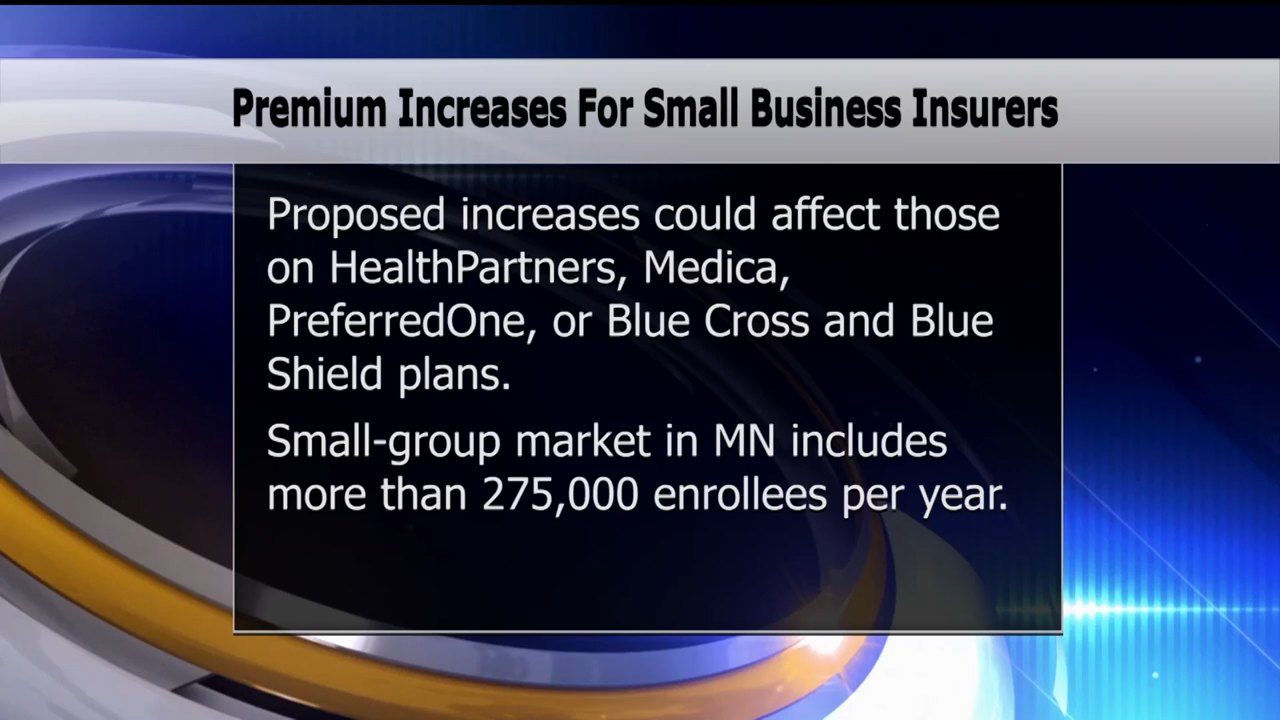 Premium Increases For Small Business Insurers
Proposed increases could affect those
on HealthPartners, Medica,
PreferredOne, or Blue Cross and Blue
Shield plans.
Small-group market in MN includes
more than 275,000 enrollees per year.